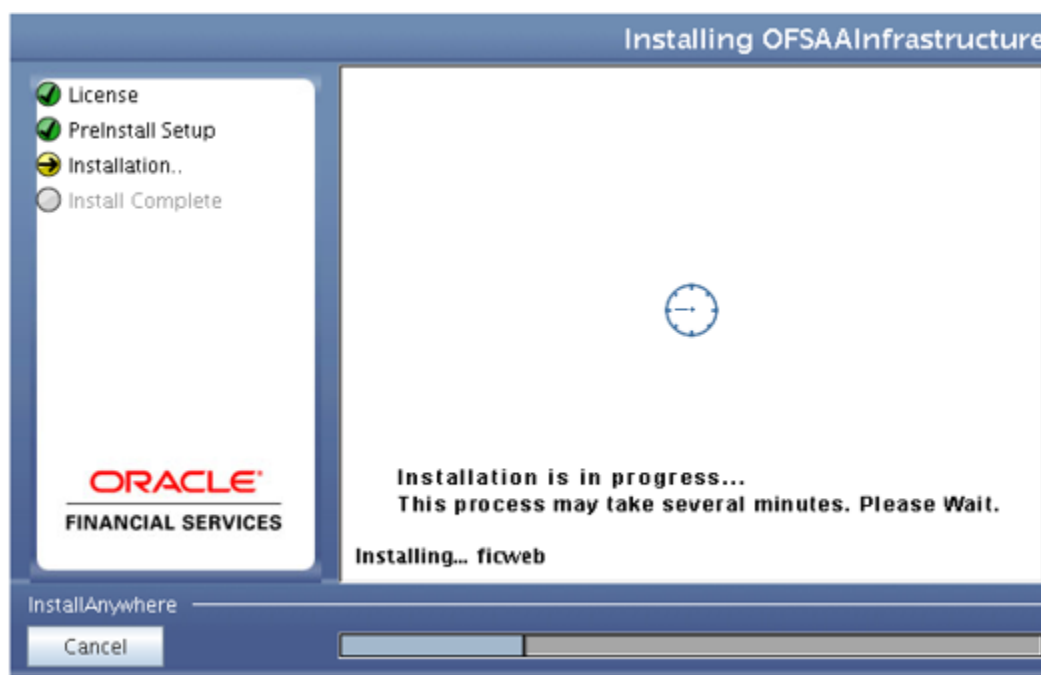 Installing OFSAAInfrastructure
License
PreInstall Setup
Installation..
Install Complete
ORACLE
FINANCIAL SERVICES
Installation is in progress...
This process may take several minutes. Please Wait.
Installing... ficweb
InstallAnywhere
Cancel